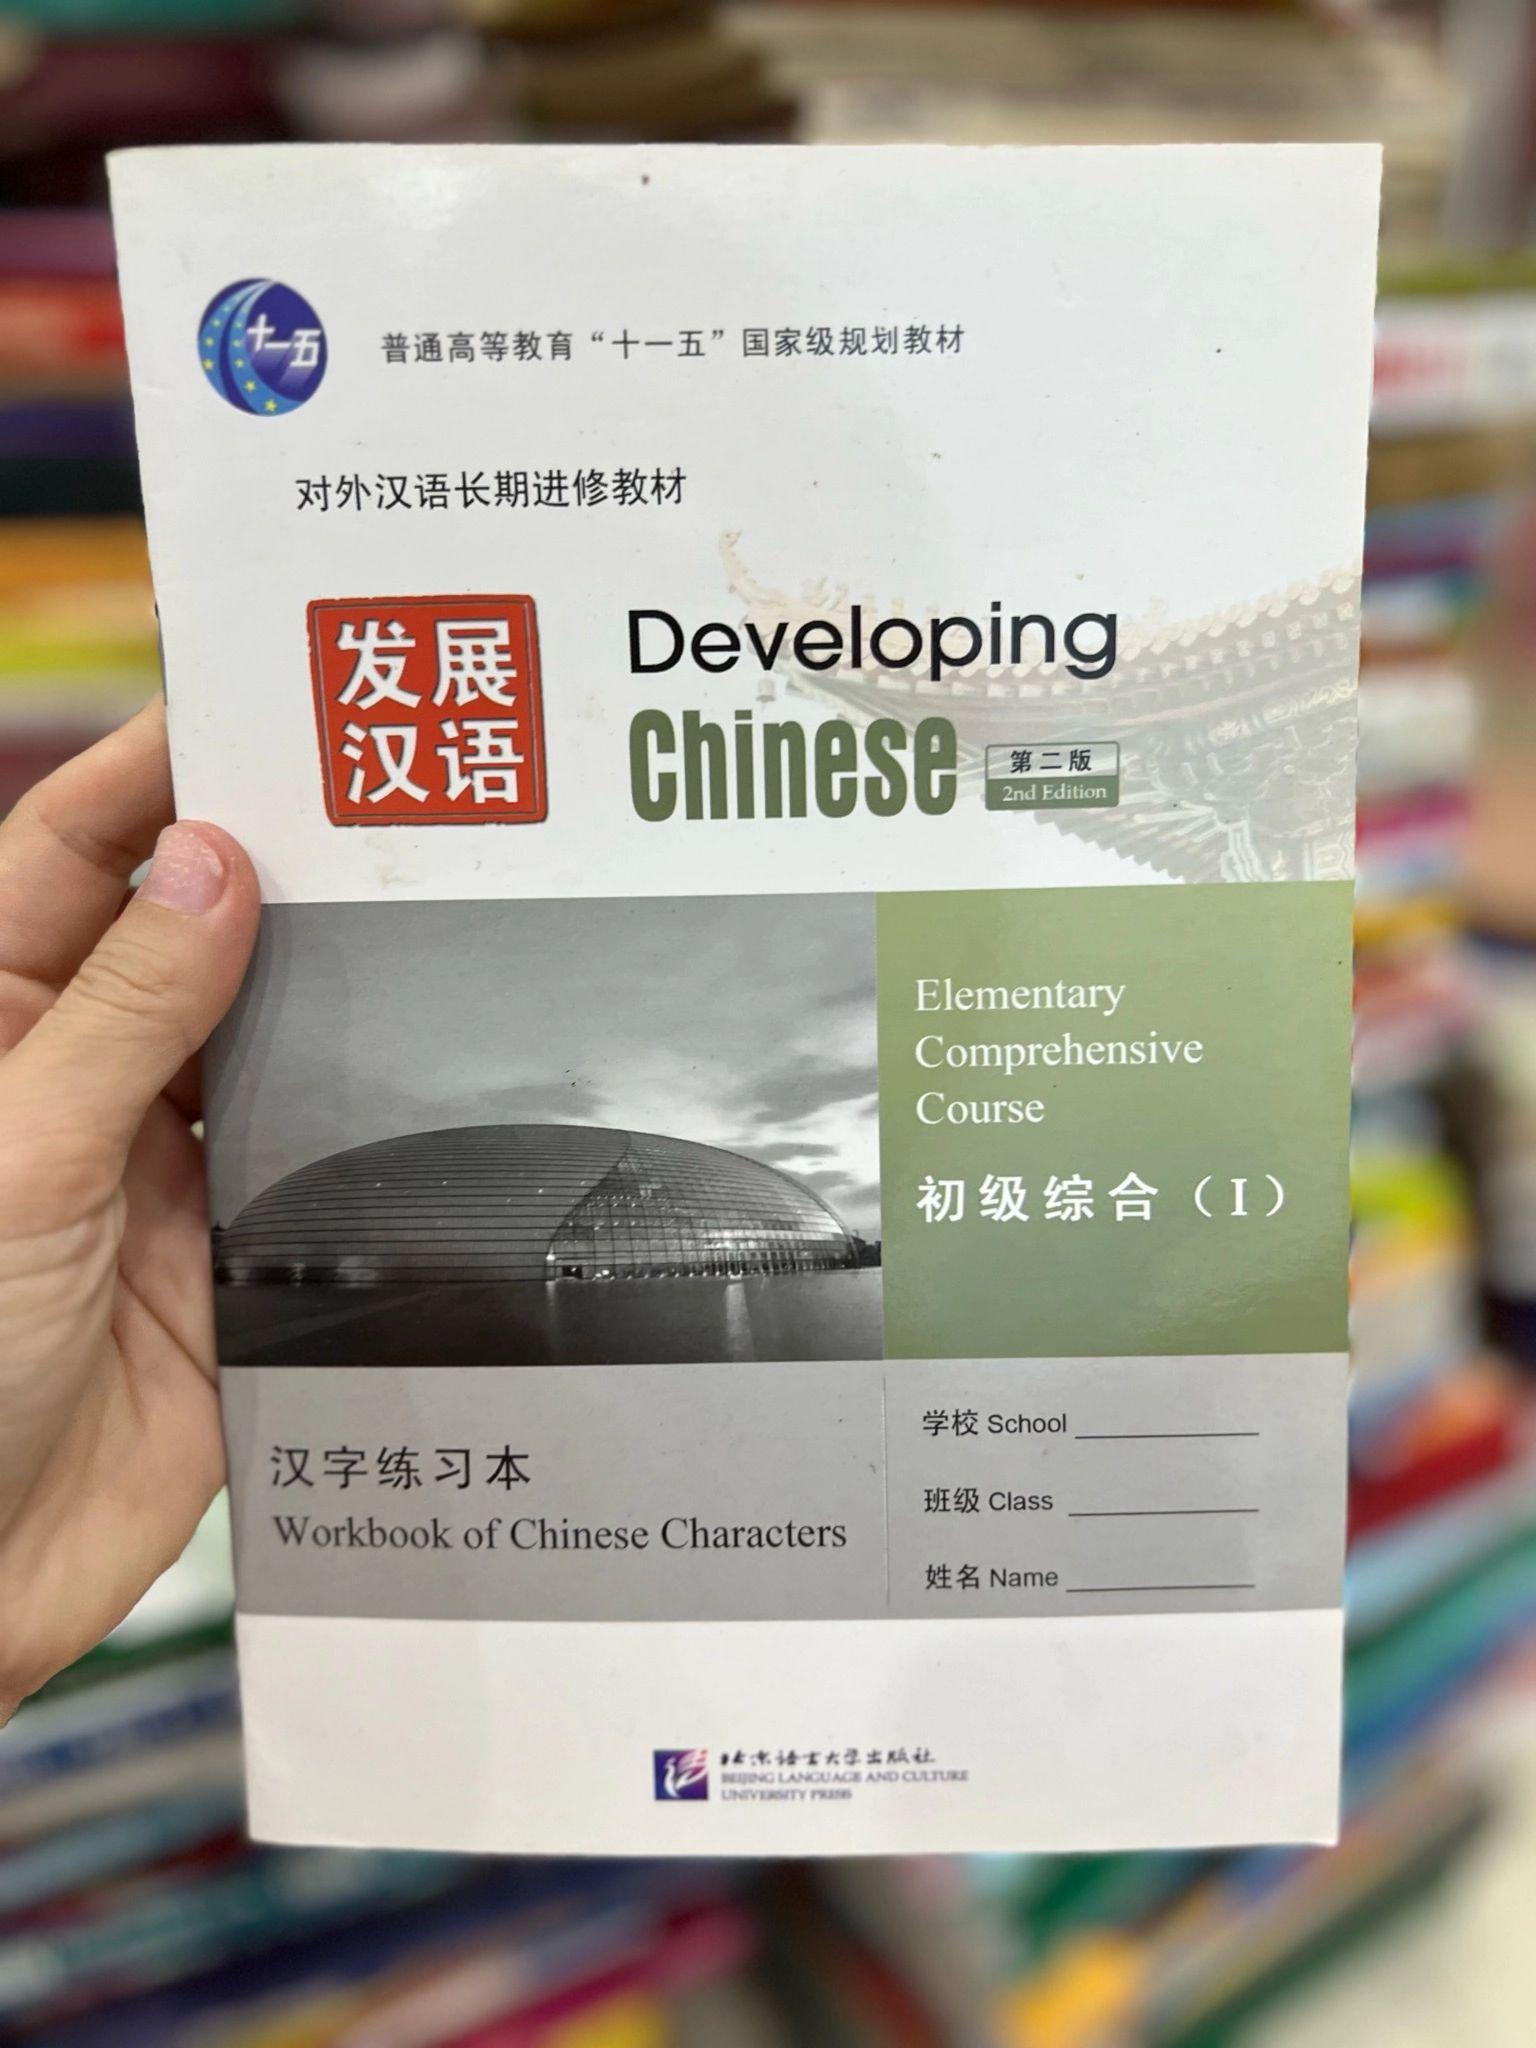 十一五
普通高等教育“十一五”国家级规划教材
对外汉语长期进修教材
发展
汉语
Developing
Chinese
第二版
2nd Edition
Elementary
Comprehensive
Course
初级综合（I）
汉字练习本
Workbook of Chinese Characters
学校 School
班级 Class
姓名 Name
北京语言大学出版社
BEIJING LANGUAGE AND CULTURE
UNIVERSITY PRESS